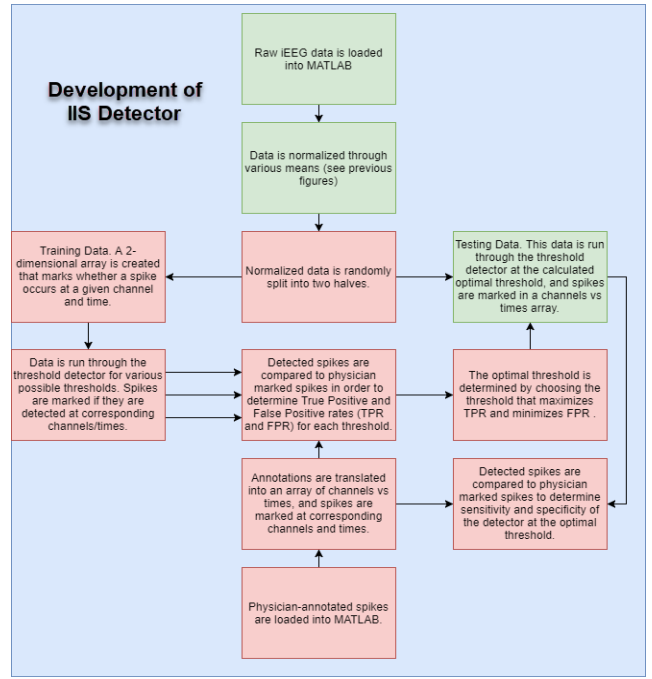 Development of
IIS Detector
Raw iEEG data is loaded
into MATLAB
Data is normalized through
various means (see previous
figures)
Training Data. A 2-
dimensional array is created
that marks whether a spike
occurs at a given channel
and time.
Normalized data is randomly
split into two halves.
Testing Data. This data is run
through the threshold
detector at the calculated
optimal threshold, and spikes
are marked in a channels vs
times array.
Data is run through the
threshold detector for various
possible thresholds. Spikes
are marked if they are
detected at corresponding
channels/times.
Detected spikes are
compared to physician
marked spikes in order to
determine True Positive and
False Positive rates (TPR
and FPR) for each threshold.
The optimal threshold is
determined by choosing the
threshold that maximizes
TPR and minimizes FPR .
Annotations are translated
into an array of channels vs
times, and spikes are
marked at corresponding
channels and times.
Detected spikes are
compared to physician
marked spikes to determine
sensitivity and specificity of
the detector at the optimal
threshold.
Physician-annotated spikes
are loaded into MATLAB.